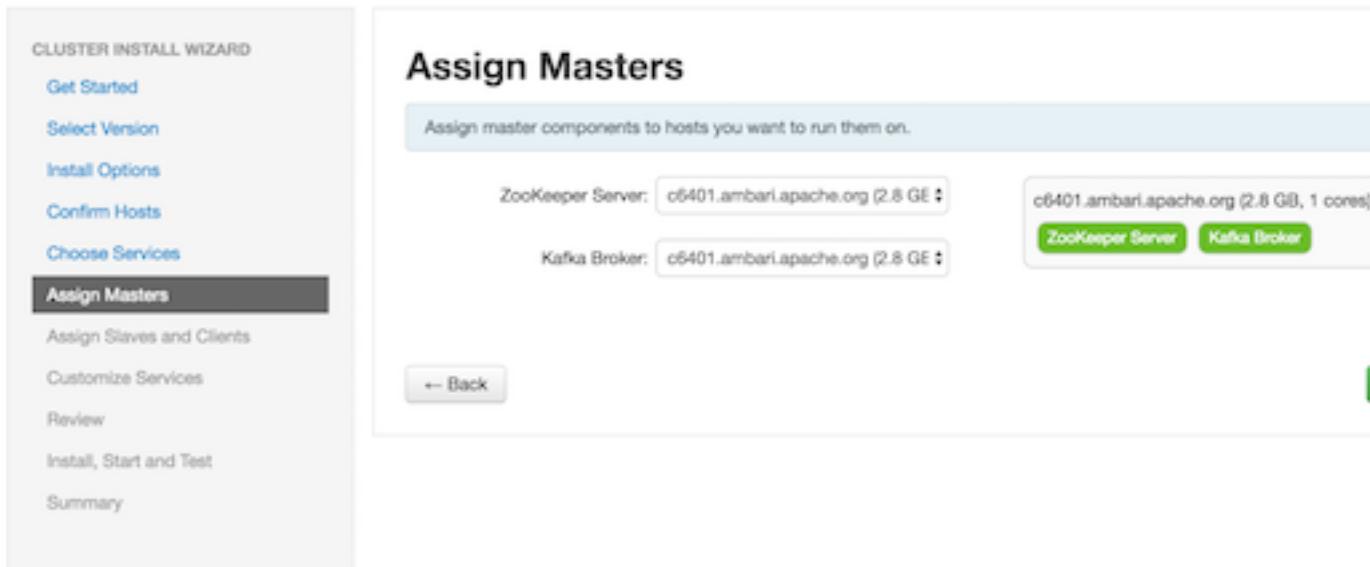 CLUSTER INSTALL WIZARD
Get Started
Select Version
Install Options
Confirm Hosts
Choose Services
Assign Masters
Assign Slaves and Clients
Customize Services
Review
Install, Start and Test
Summary
Assign Masters
Assign master components to hosts you want to run them on.
ZooKeeper Server: c6401.ambari.apache.org (2.8 GE
Kafka Broker: c6401.ambari.apache.org (2.8 GE
c6401.ambari.apache.org (2.8 GB, 1 cores)
ZooKeeper Server Kafka Broker
← Back